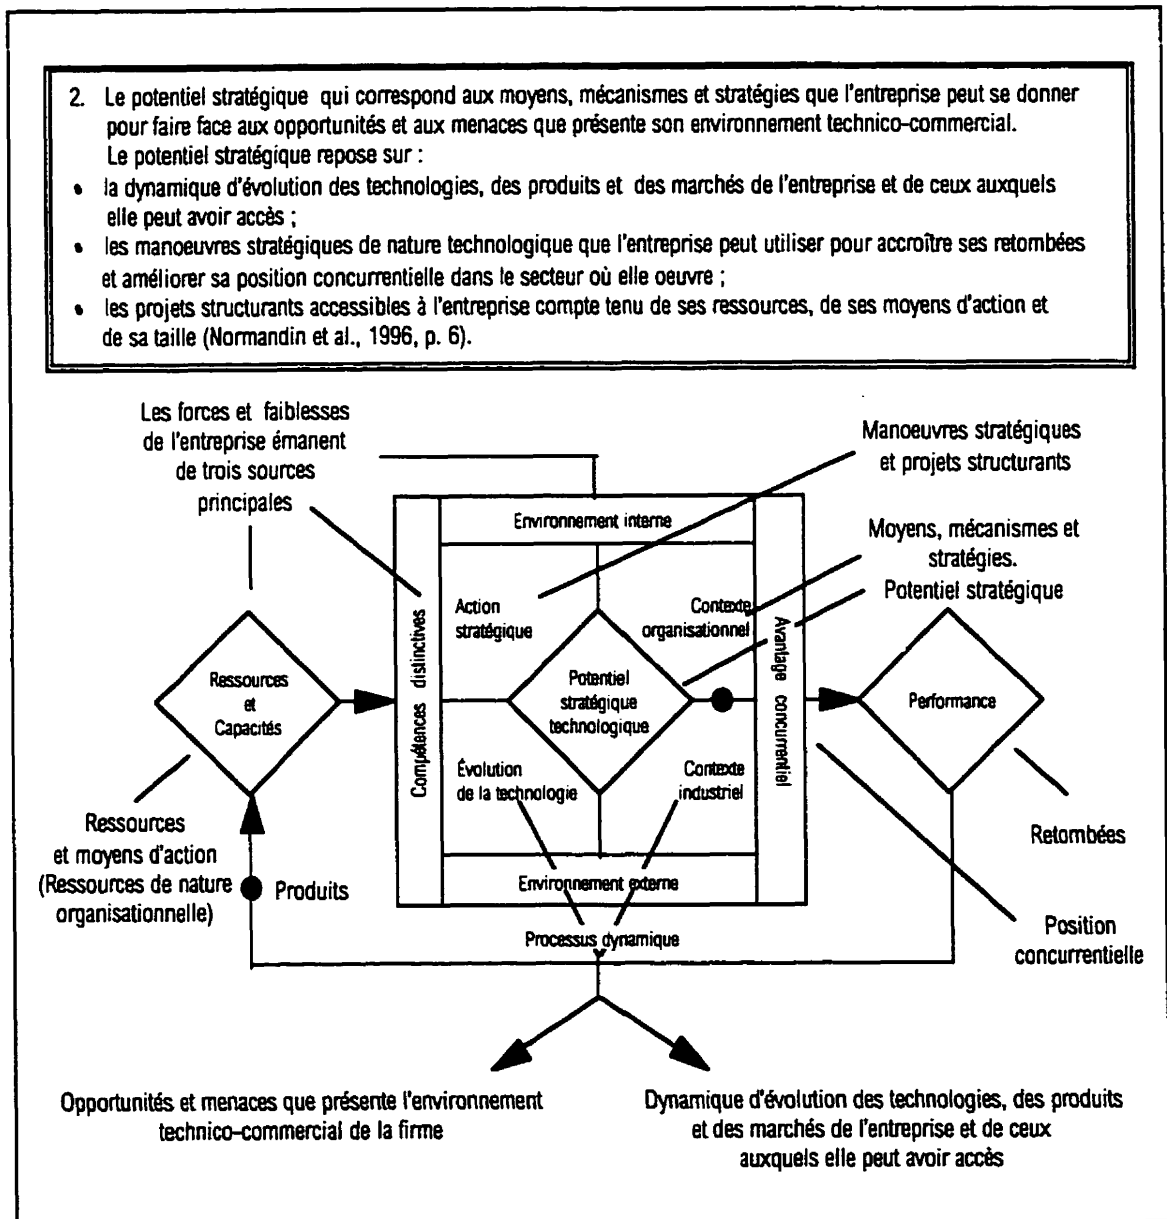 2. Le potentiel stratégique qui correspond aux moyens, mécanismes et stratégies que l'entreprise peut se donner
pour faire face aux opportunités et aux menaces que présente son environnement technico-commercial.
Le potentiel stratégique repose sur :
• la dynamique d'évolution des technologies, des produits et des marchés de l'entreprise et de ceux auxquels
elle peut avoir accès ;
• les manoeuvres stratégiques de nature technologique que l'entreprise peut utiliser pour accroître ses retombées
et améliorer sa position concurrentielle dans le secteur où elle oeuvre ;
• les projets structurants accessibles à l'entreprise compte tenu de ses ressources, de ses moyens d'action et
de sa taille (Normandin et al., 1996, p. 6).
Les forces et faiblesses
de l'entreprise émanent
de trois sources
principales
Manoeuvres stratégiques
et projets structurants
Moyens, mécanismes et
stratégies.
Potentiel stratégique
Environnement interne
Action
stratégique
Contexte
organisationnel
Compétences distinctives
Avantage concurrentiel
Ressources
et
Capacités
Potentiel
stratégique
technologique
Performance
Évolution
de la technologie
Contexte
industriel
Environnement externe
Processus dynamique
Ressources
et moyens d'action
(Ressources de nature
organisationnelle)
Produits
Retombées
Position
concurrentielle
Opportunités et menaces que présente l'environnement
technico-commercial de la firme
Dynamique d'évolution des technologies, des produits
et des marchés de l'entreprise et de ceux
auxquels elle peut avoir accès